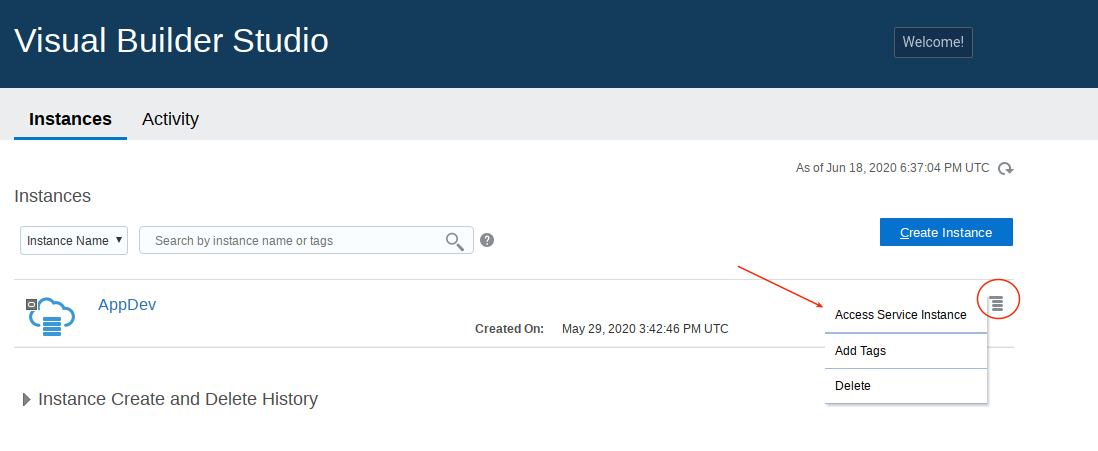 Visual Builder Studio
Welcome!
Instances
Activity
As of Jun 18, 2020 6:37:04 PM UTC
Instances
Instance Name
Search by instance name or tags
?
Create Instance
AppDev
Created On: May 29, 2020 3:42:46 PM UTC
Access Service Instance
Add Tags
Delete
Instance Create and Delete History